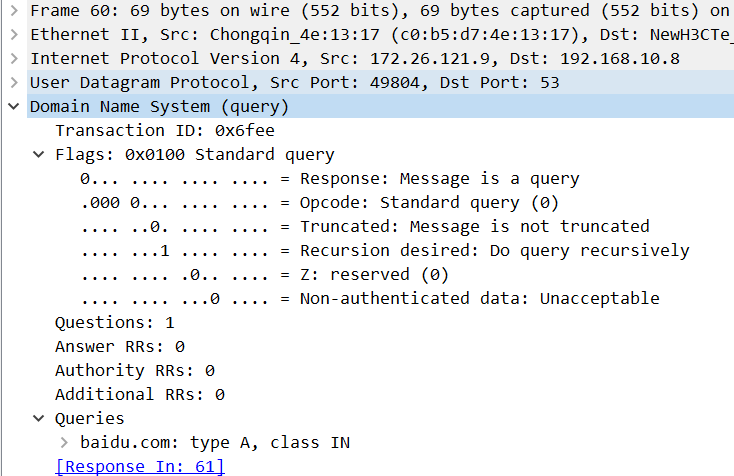 Frame 60: 69 bytes on wire (552 bits), 69 bytes captured (552 bits) on
Ethernet II, Src: Chongqin_4e:13:17 (c0:b5:d7:4e:13:17), Dst: NewH3CTe_
Internet Protocol Version 4, Src: 172.26.121.9, Dst: 192.168.10.8
User Datagram Protocol, Src Port: 49804, Dst Port: 53
Domain Name System (query)
Transaction ID: 0x6fee
Flags: 0x0100 Standard query
0... .... .... .... = Response: Message is a query
.000 0... .... .... = Opcode: Standard query (0)
.... ..0. .... .... = Truncated: Message is not truncated
.... ...1 .... .... = Recursion desired: Do query recursively
.... .... .0.. .... = Z: reserved (0)
.... .... ...0 .... = Non-authenticated data: Unacceptable
Questions: 1
Answer RRs: 0
Authority RRs: 0
Additional RRs: 0
Queries
baidu.com: type A, class IN
[Response In: 61]